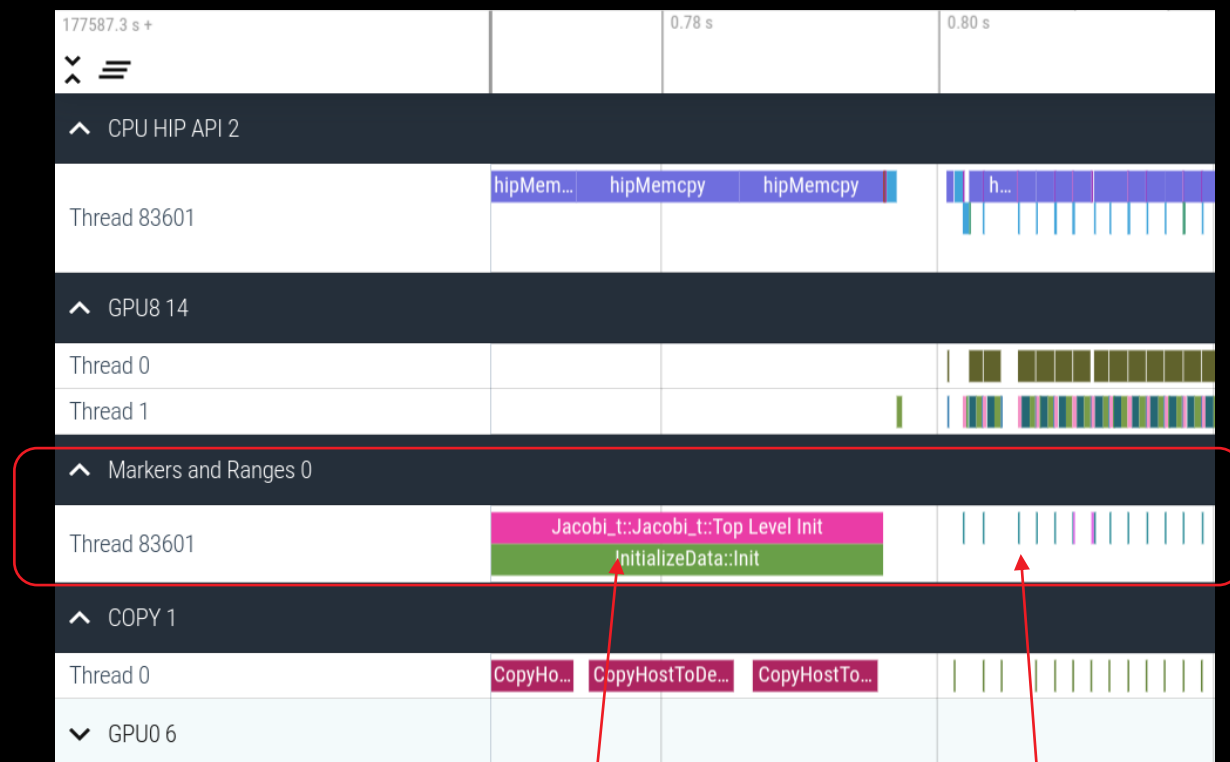 177587.3 s +
0.78 s
0.80 s
CPU HIP API 2
Thread 83601
hipMem...
hipMemcpy
hipMemcpy
h...
GPU8 14
Thread 0
Thread 1
Markers and Ranges 0
Thread 83601
Jacobi_t::Jacobi_t::Top Level Init
InitializeData::Init
COPY 1
Thread 0
CopyHo...
CopyHostToDe...
CopyHostTo...
GPU0 6